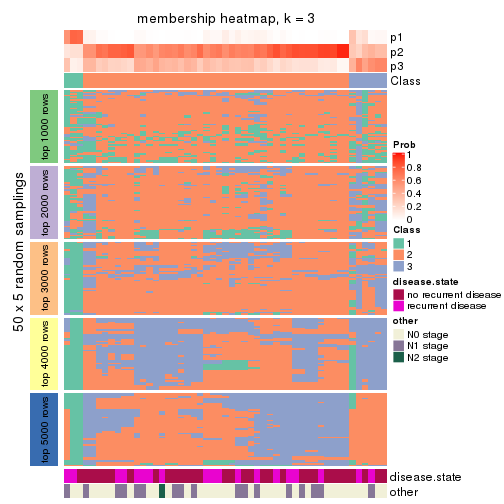 membership heatmap, k = 3
p1
p2
p3
Class
50 x 5 random samplings
top 1000 rows
top 2000 rows
top 3000 rows
top 4000 rows
top 5000 rows
Prob
1
0.8
0.6
0.4
0.2
0
Class
1
2
3
disease.state
no recurrent disease
recurrent disease
other
N0 stage
N1 stage
N2 stage
disease.state
other